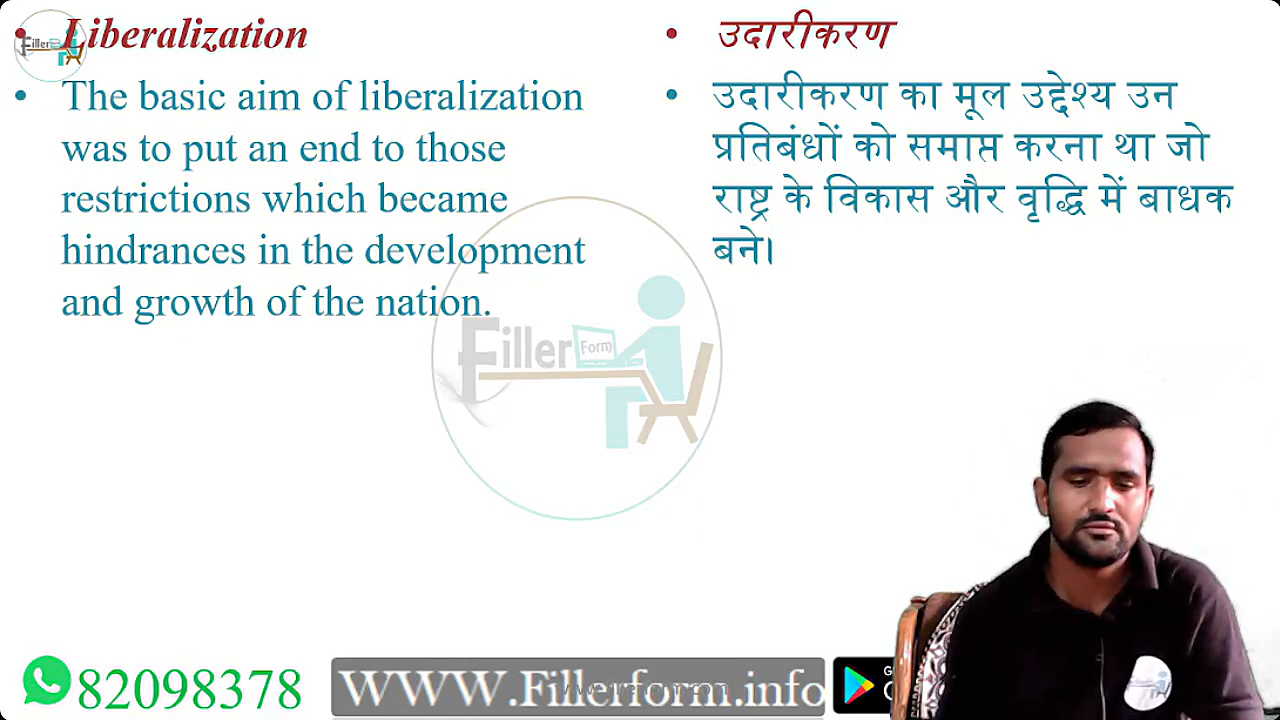 • Liberalization
• The basic aim of liberalization
was to put an end to those
restrictions which became
hindrances in the development
and growth of the nation.
• उदारीकरण
• उदारीकरण का मूल उद्देश्य उन
प्रतिबंधों को समाप्त करना था जो
राष्ट्र के विकास और वृद्धि में बाधक
बने।
Filler Form
82098378
WWW.Fillerform.info